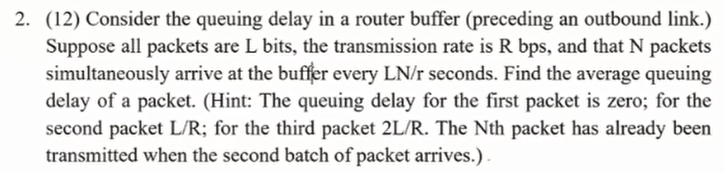 2. (12) Consider the queuing delay in a router buffer (preceding an outbound link.)
Suppose all packets are L bits, the transmission rate is R bps, and that N packets
simultaneously arrive at the buffer every LN/r seconds. Find the average queuing
delay of a packet. (Hint: The queuing delay for the first packet is zero; for the
second packet L/R; for the third packet 2L/R. The Nth packet has already been
transmitted when the second batch of packet arrives.) .